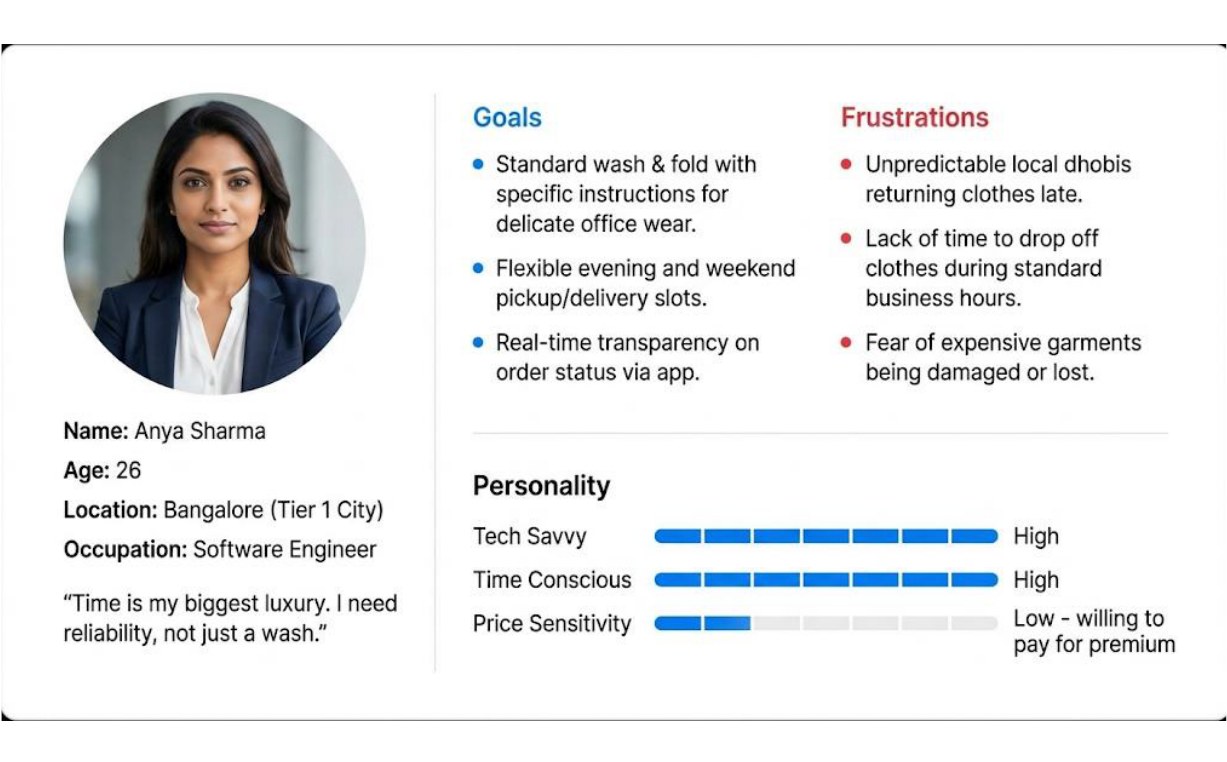 Name: Anya Sharma
Age: 26
Location: Bangalore (Tier 1 City)
Occupation: Software Engineer
“Time is my biggest luxury. I need
reliability, not just a wash.”
Goals
Standard wash & fold with
specific instructions for
delicate office wear.
Flexible evening and weekend
pickup/delivery slots.
Real-time transparency on
order status via app.
Frustrations
Unpredictable local dhobis
returning clothes late.
Lack of time to drop off
clothes during standard
business hours.
Fear of expensive garments
being damaged or lost.
Personality
Tech Savvy High
Time Conscious High
Price Sensitivity Low - willing to
pay for premium